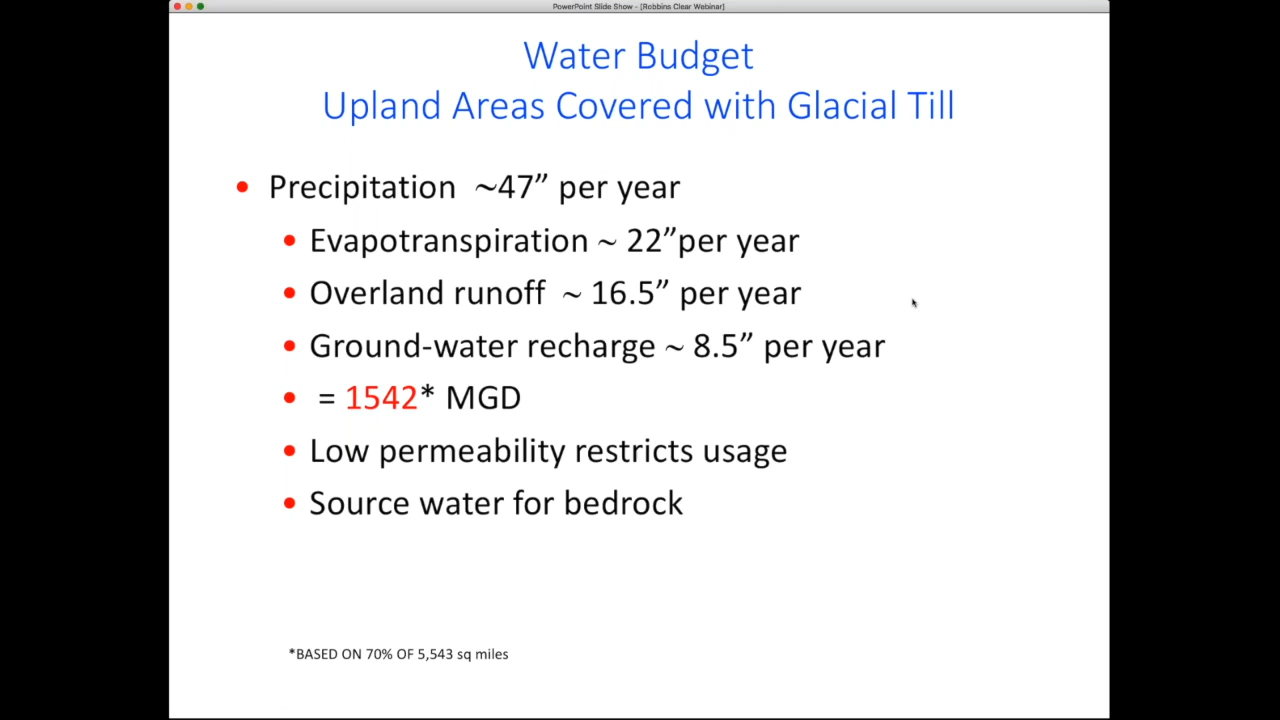 PowerPoint Slide Show - [Robbins Clear Webinar]
Water Budget
Upland Areas Covered with Glacial Till
• Precipitation ~47” per year
• Evapotranspiration ~ 22”per year
• Overland runoff ~ 16.5” per year
• Ground-water recharge ~ 8.5” per year
• = 1542* MGD
• Low permeability restricts usage
• Source water for bedrock
*BASED ON 70% OF 5,543 sq miles